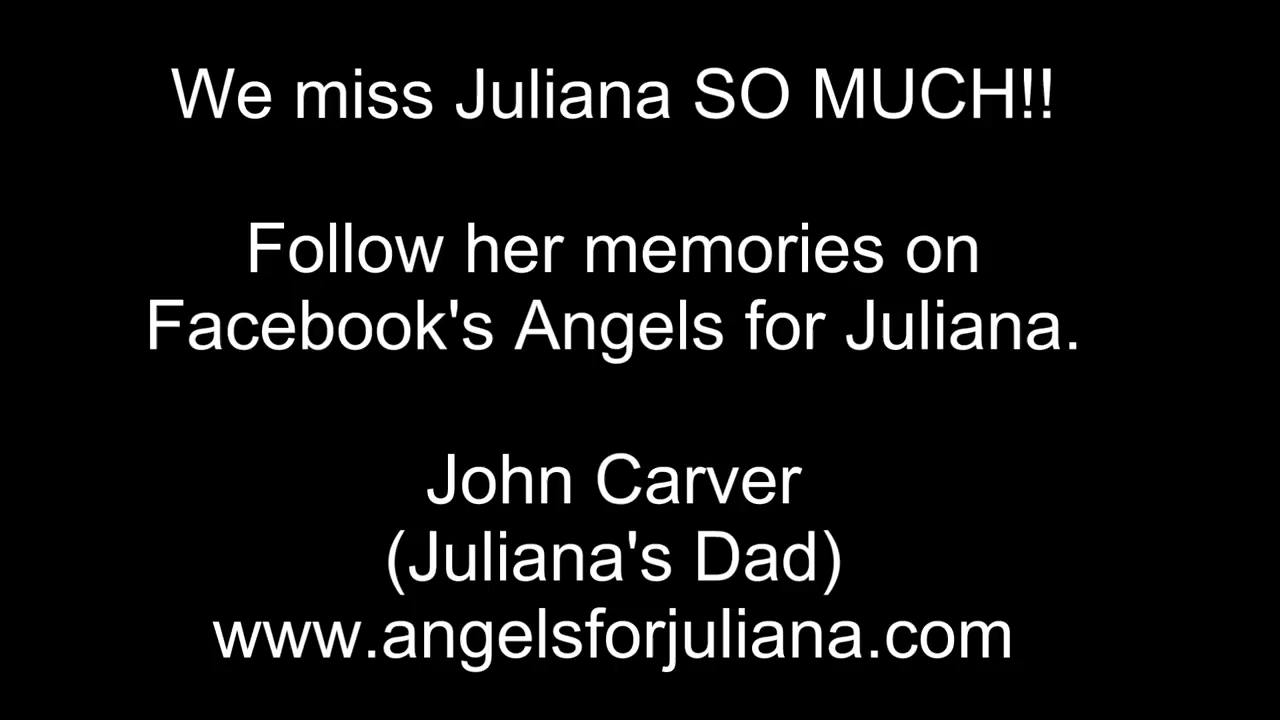 We miss Juliana SO MUCH!!
Follow her memories on
Facebook's Angels for Juliana.
John Carver
(Juliana's Dad)
www.angelsforjuliana.com